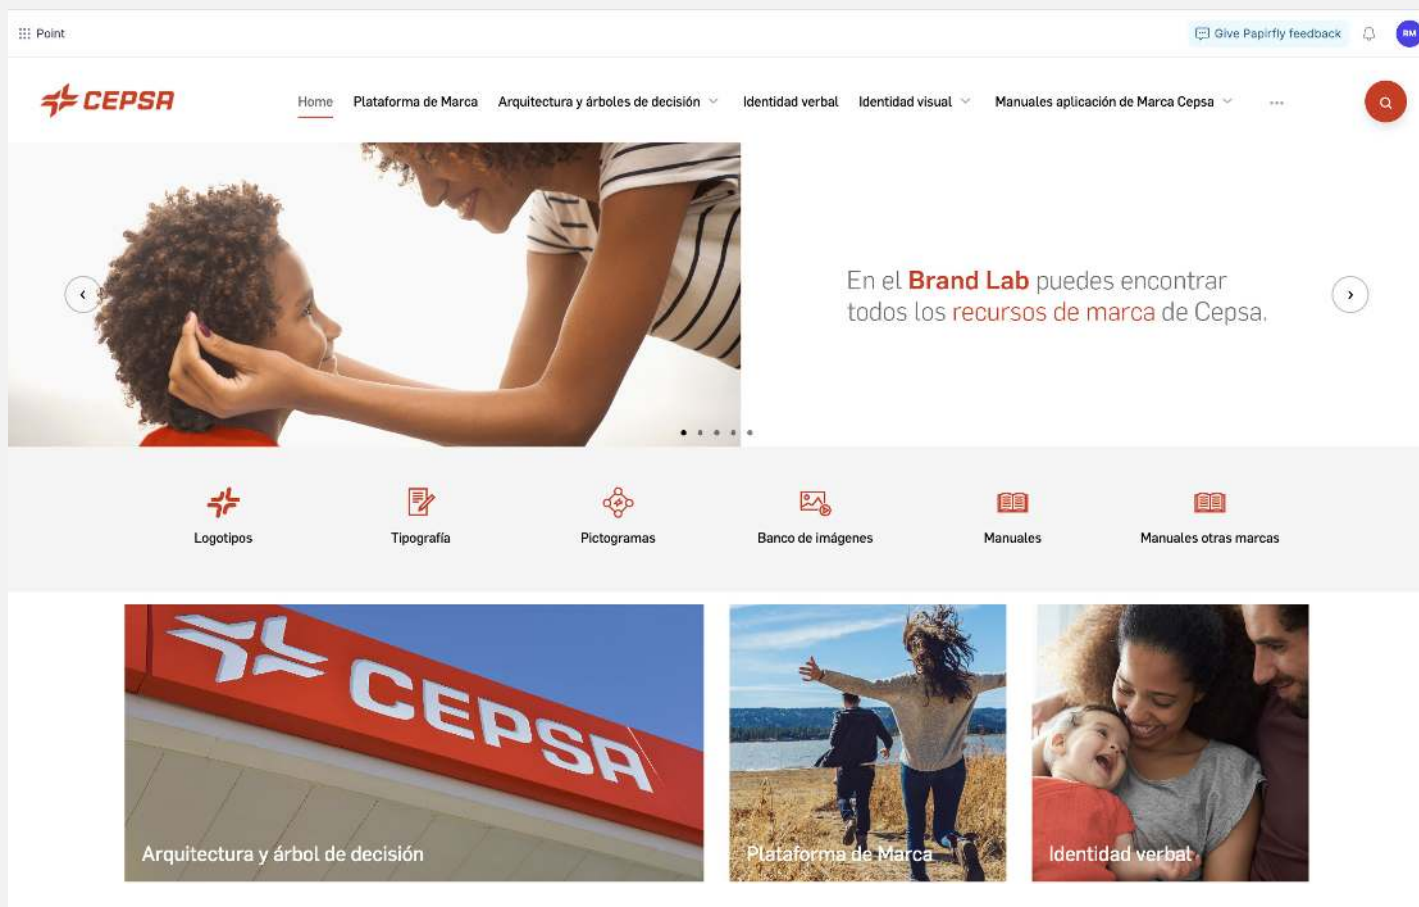 Point
Give Papirfly feedback
RM
CEPSA
Home
Plataforma de Marca
Arquitectura y árboles de decisión
Identidad verbal
Identidad visual
Manuales aplicación de Marca Cepsa
En el Brand Lab puedes encontrar
todos los recursos de marca de Cepsa.
Logotipos
Tipografía
Pictogramas
Banco de imágenes
Manuales
Manuales otras marcas
CEPSA
Arquitectura y árbol de decisión
Plataforma de Marca
Identidad verbal